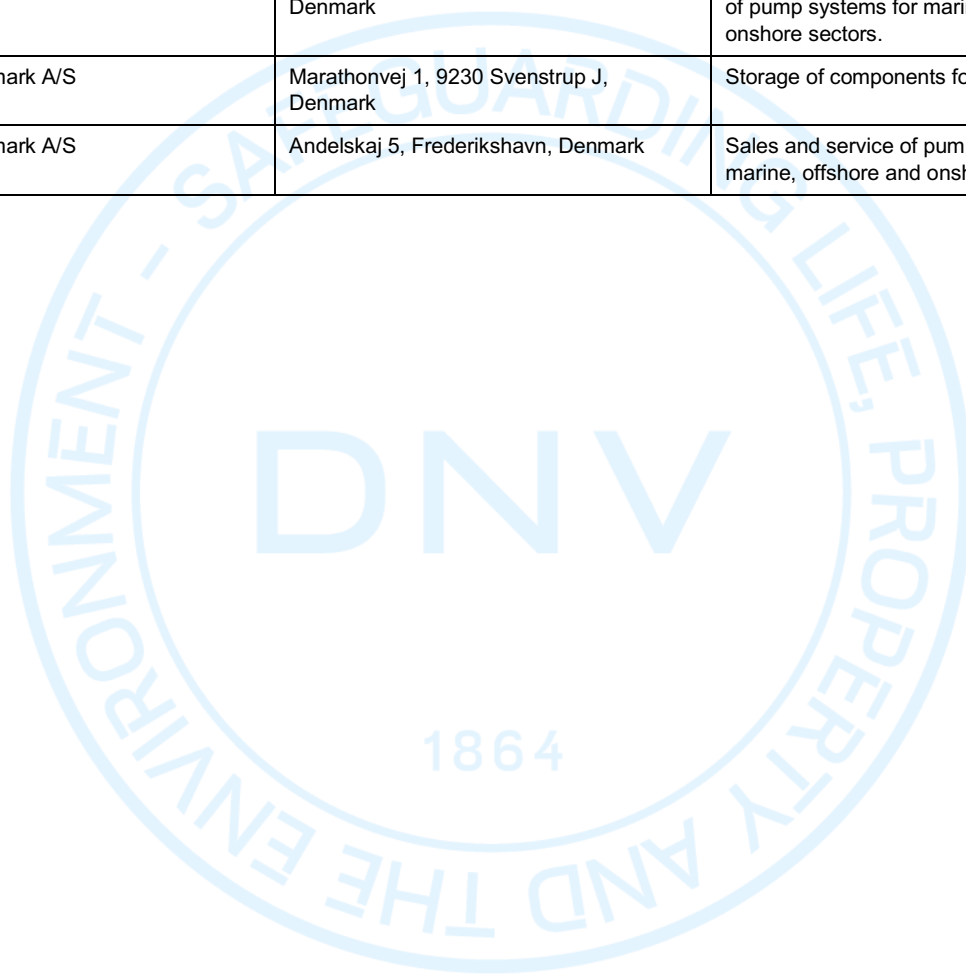 Denmark
of pump systems for mari
onshore sectors.
mark A/S
Marathonvej 1, 9230 Svenstrup J,
Denmark
Storage of components fo
mark A/S
Andelskaj 5, Frederikshavn, Denmark
Sales and service of pum
marine, offshore and onsh
SAFEGUARDING LIFE, PROPERTY AND THE ENVIRONMENT -
DNV
1864